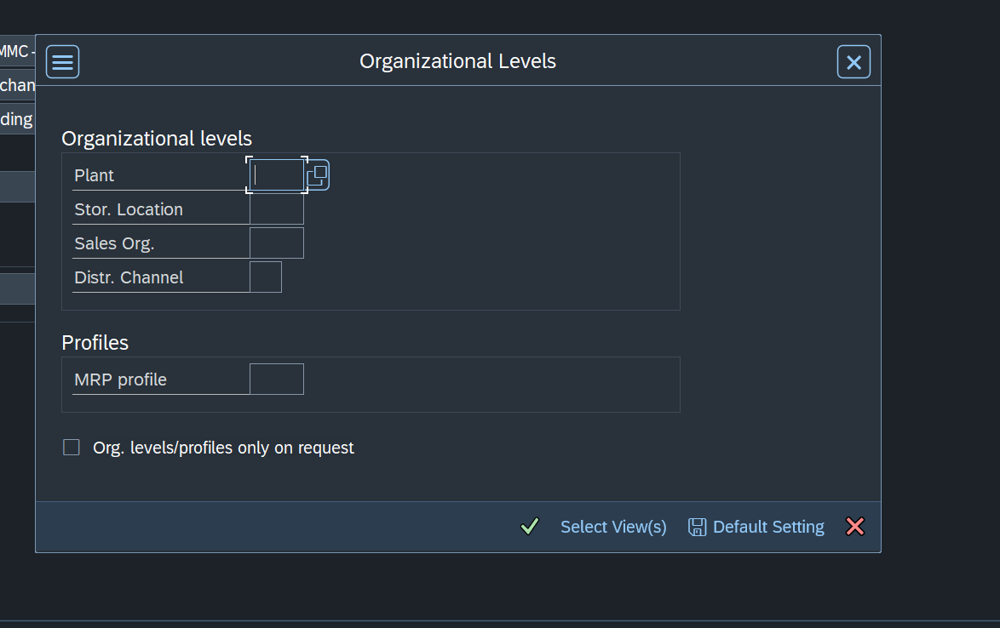 MMC -
Organizational Levels
chan
ding
Organizational levels
Plant
Stor. Location
Sales Org.
Distr. Channel
Profiles
MRP profile
Org. levels/profiles only on request
Select View(s)
Default Setting